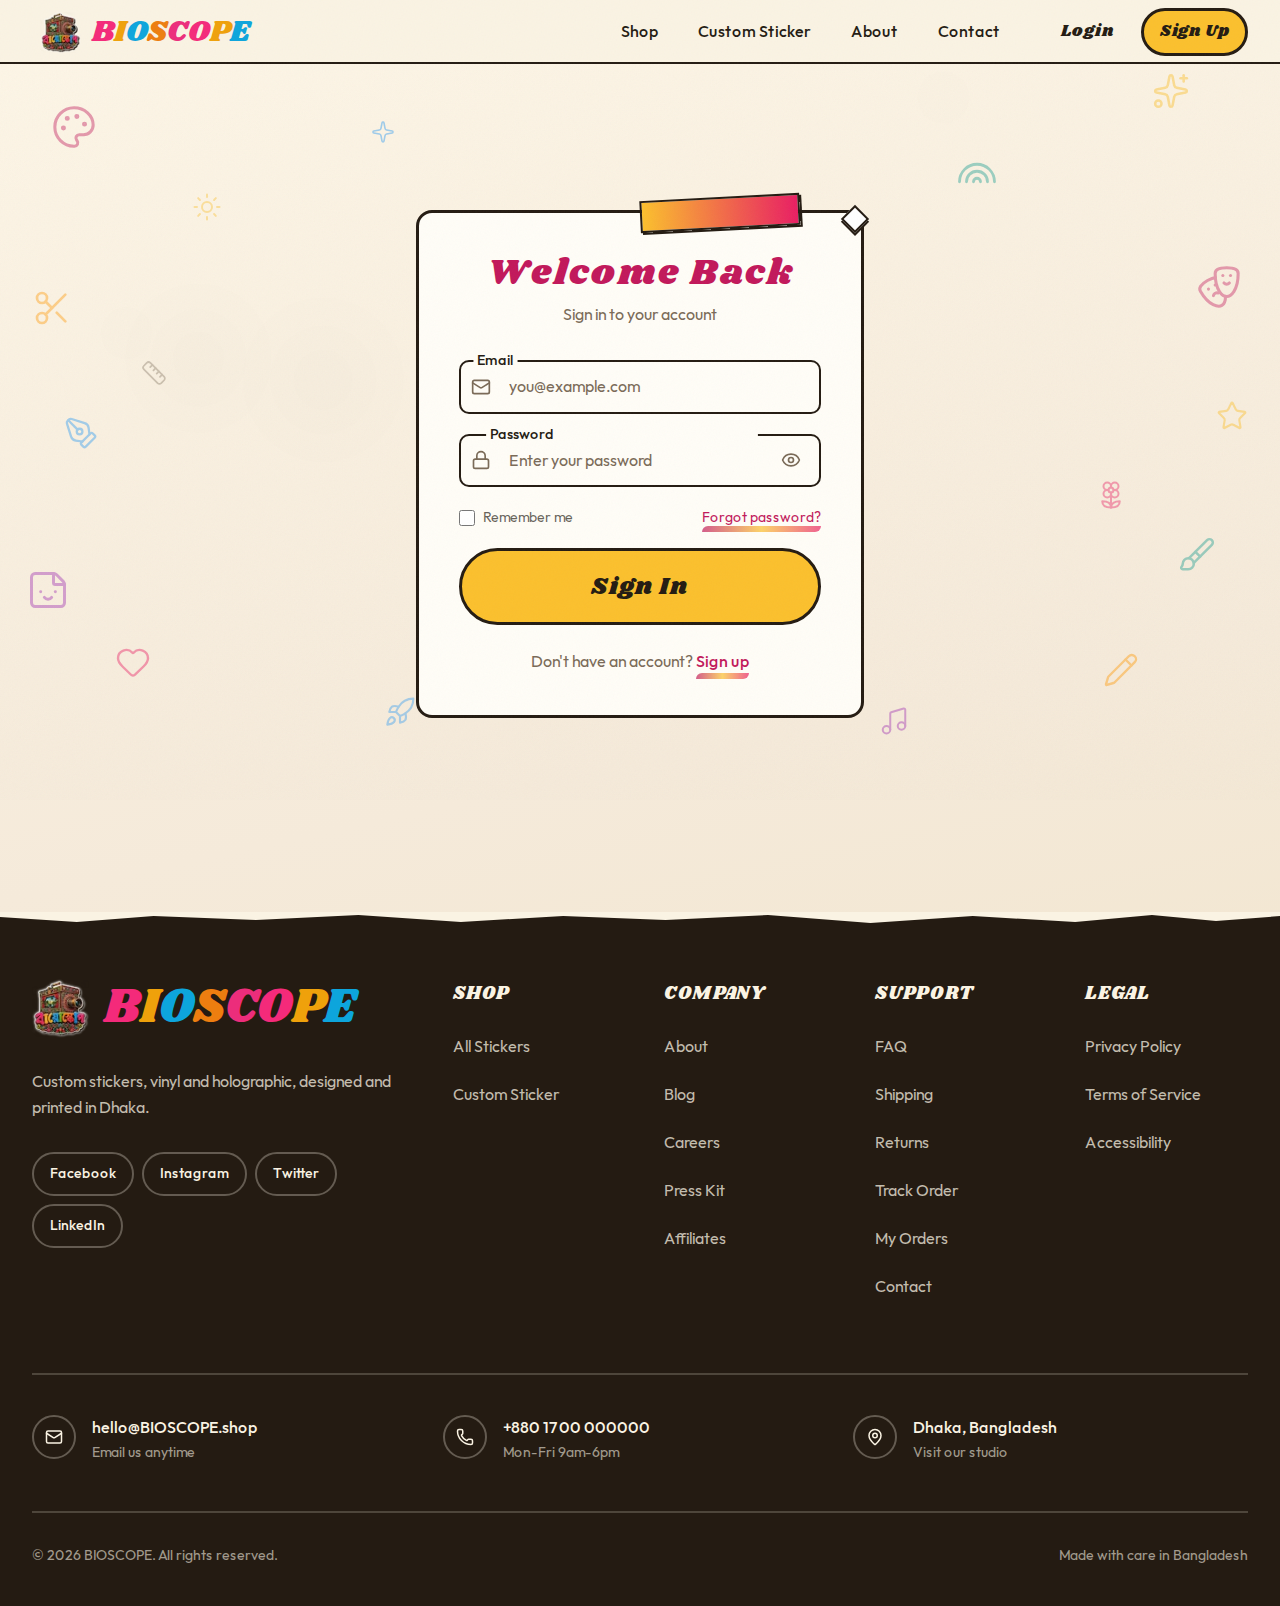 BIOSCOPE
Shop
Custom Sticker
About
Contact
Login
Sign Up
Welcome Back
Sign in to your account
Email
you@example.com
Password
Enter your password
Remember me
Forgot password?
Sign In
Don't have an account? Sign up
BIOSCOPE
Custom stickers, vinyl and holographic, designed and
printed in Dhaka.
Facebook
Instagram
Twitter
LinkedIn
SHOP
All Stickers
Custom Sticker
COMPANY
About
Blog
Careers
Press Kit
Affiliates
SUPPORT
FAQ
Shipping
Returns
Track Order
My Orders
Contact
LEGAL
Privacy Policy
Terms of Service
Accessibility
hello@BIOSCOPE.shop
Email us anytime
+880 1700 000000
Mon-Fri 9am-6pm
Dhaka, Bangladesh
Visit our studio
© 2026 BIOSCOPE. All rights reserved.
Made with care in Bangladesh